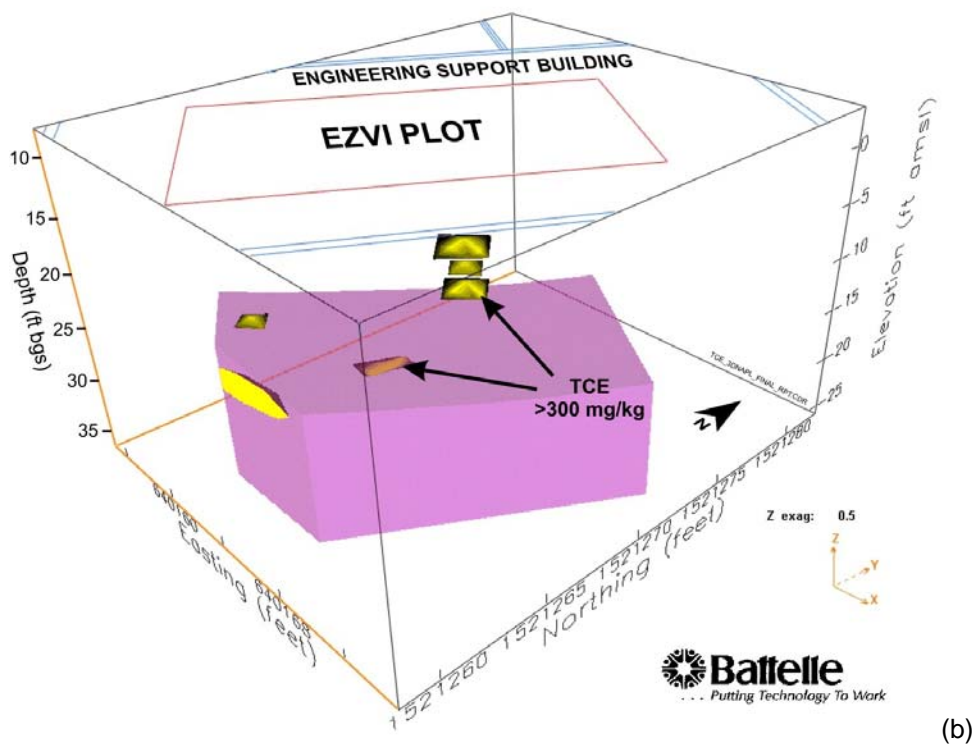 ENGINEERING SUPPORT BUILDING
EZVI PLOT
10
15
20
25
30
35
Depth (ft bgs)
0
-5
-10
-15
-20
-25
Elevation (ft amsl)
TCE
>300 mg/kg
TCE_3DNAPL_FINAL_RPT.CDR
N
640160
640168
Easting (feet)
1521260
1521265
1521270
1521275
1521280
Northing (feet)
Z exag: 0.5
Z
Y
X
Battelle
... Putting Technology To Work
(b)